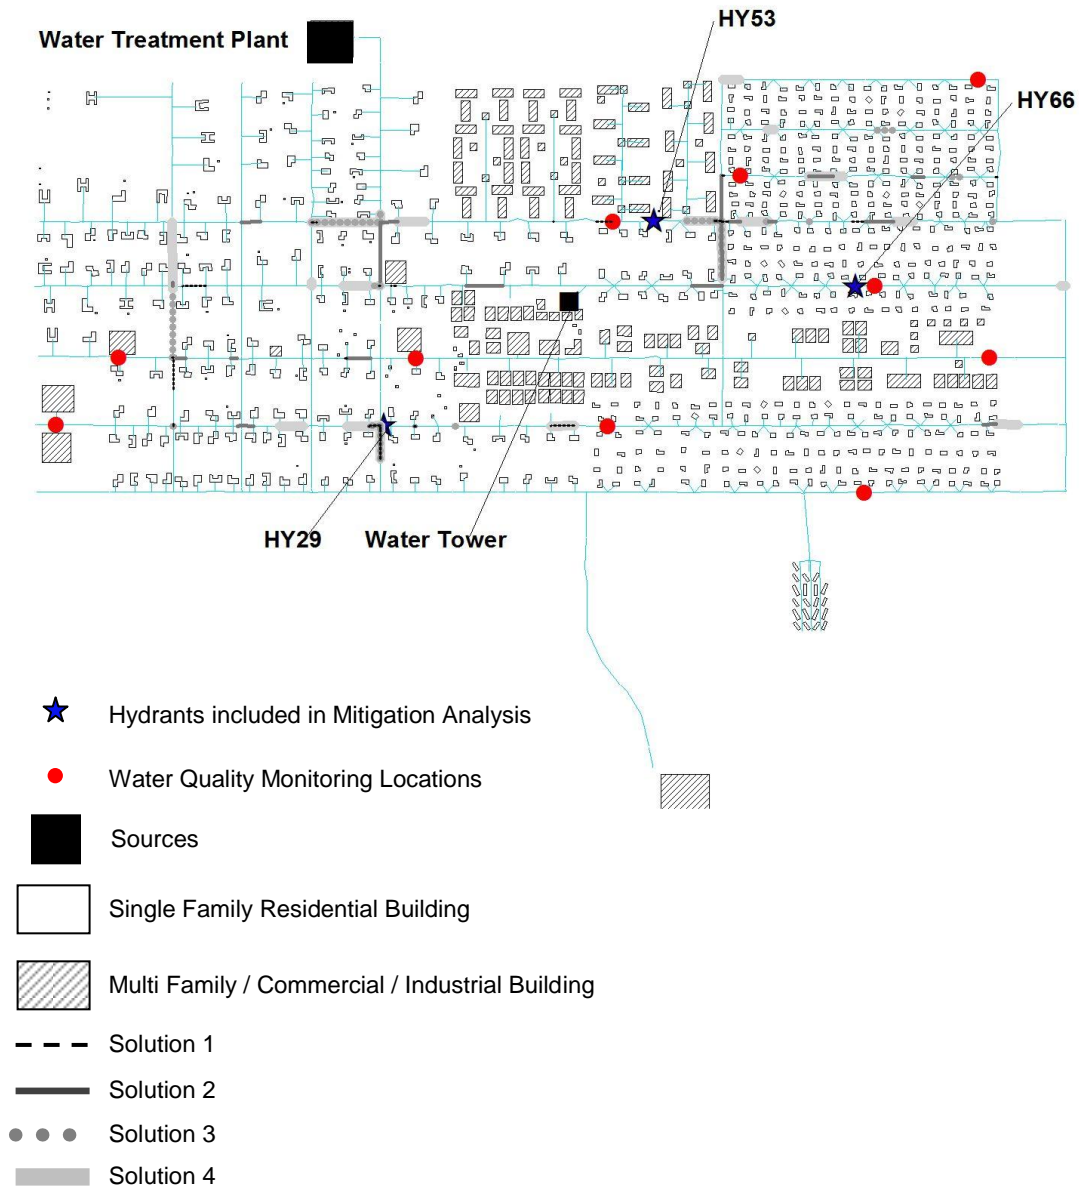 HY53
Water Treatment Plant
HY66
HY29
Water Tower
Hydrants included in Mitigation Analysis
Water Quality Monitoring Locations
Sources
Single Family Residential Building
Multi Family / Commercial / Industrial Building
Solution 1
Solution 2
Solution 3
Solution 4